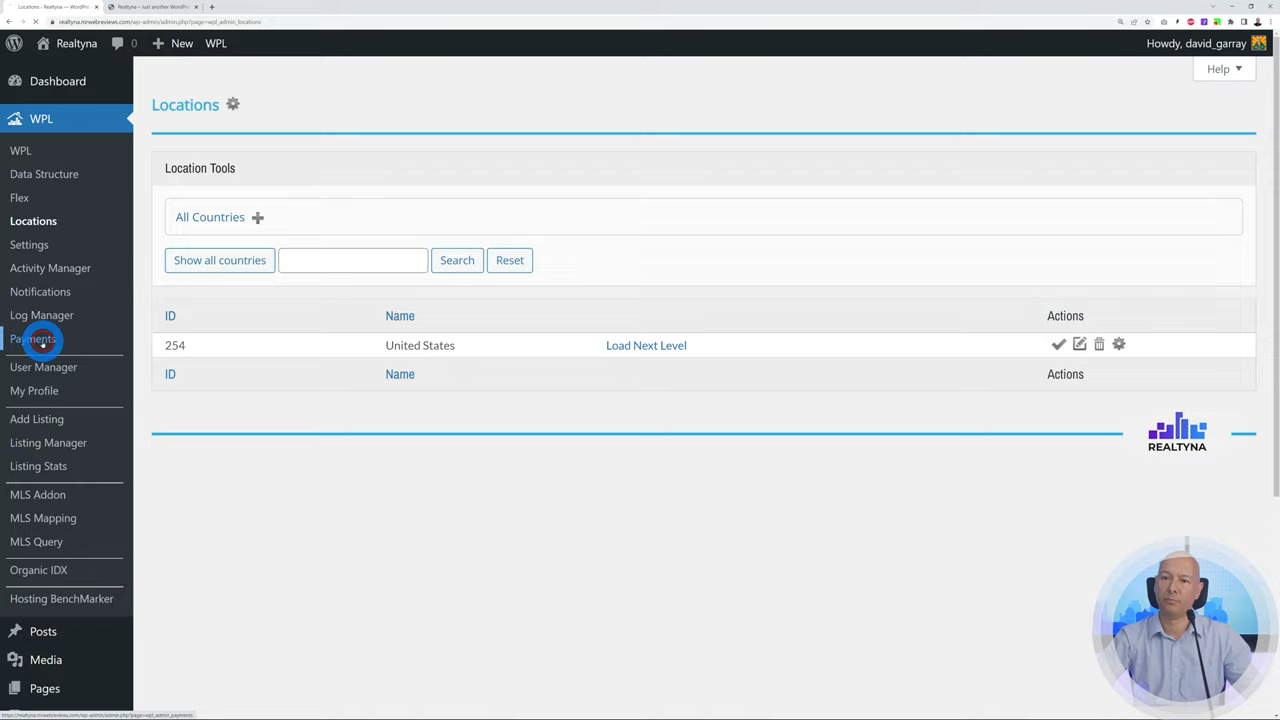 Locations - Realtyna — WordPr
Realtyna – Just another WordPr
realtyna.mrwebreviews.com/wp-admin/admin.php?page=wpl_admin_locations
Realtyna
0
New
WPL
Howdy, david_garray
Help
Dashboard
WPL
WPL
Data Structure
Flex
Locations
Settings
Activity Manager
Notifications
Log Manager
Payments
User Manager
My Profile
Add Listing
Listing Manager
Listing Stats
MLS Addon
MLS Mapping
MLS Query
Organic IDX
Hosting BenchMarker
Posts
Media
Pages
Locations
Location Tools
All Countries
Show all countries
Search
Reset
ID Name Actions
254 United States Load Next Level
ID Name Actions
REALTYNA
https://realtyna.mrwebreviews.com/wp-admin/admin.php?page=wpl_admin_payments